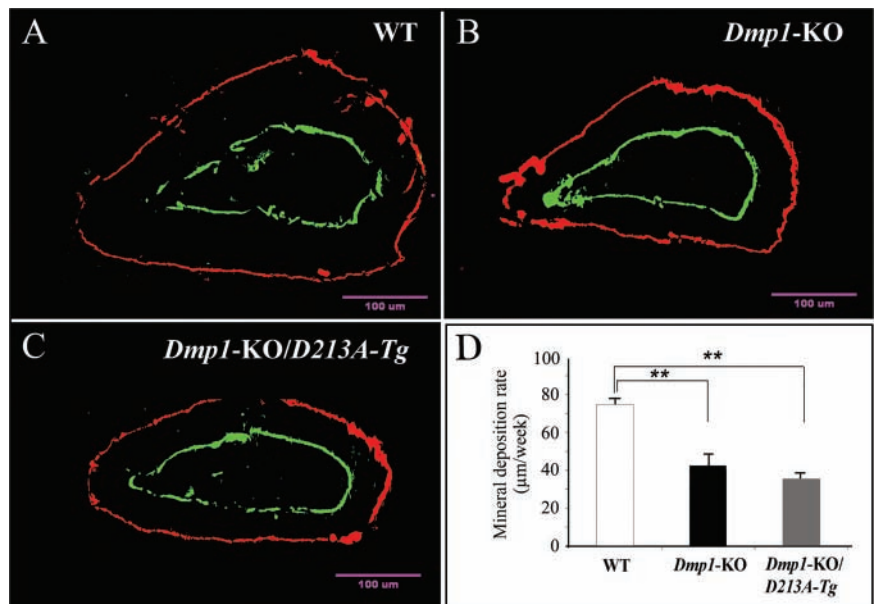 A WT
100 um
B Dmp1-KO
100 um
C Dmp1-KO/D213A-Tg
100 um
D
**
**
Mineral deposition rate
(µm/week)
100
80
60
40
20
0
WT
Dmp1-KO
Dmp1-KO/
D213A-Tg